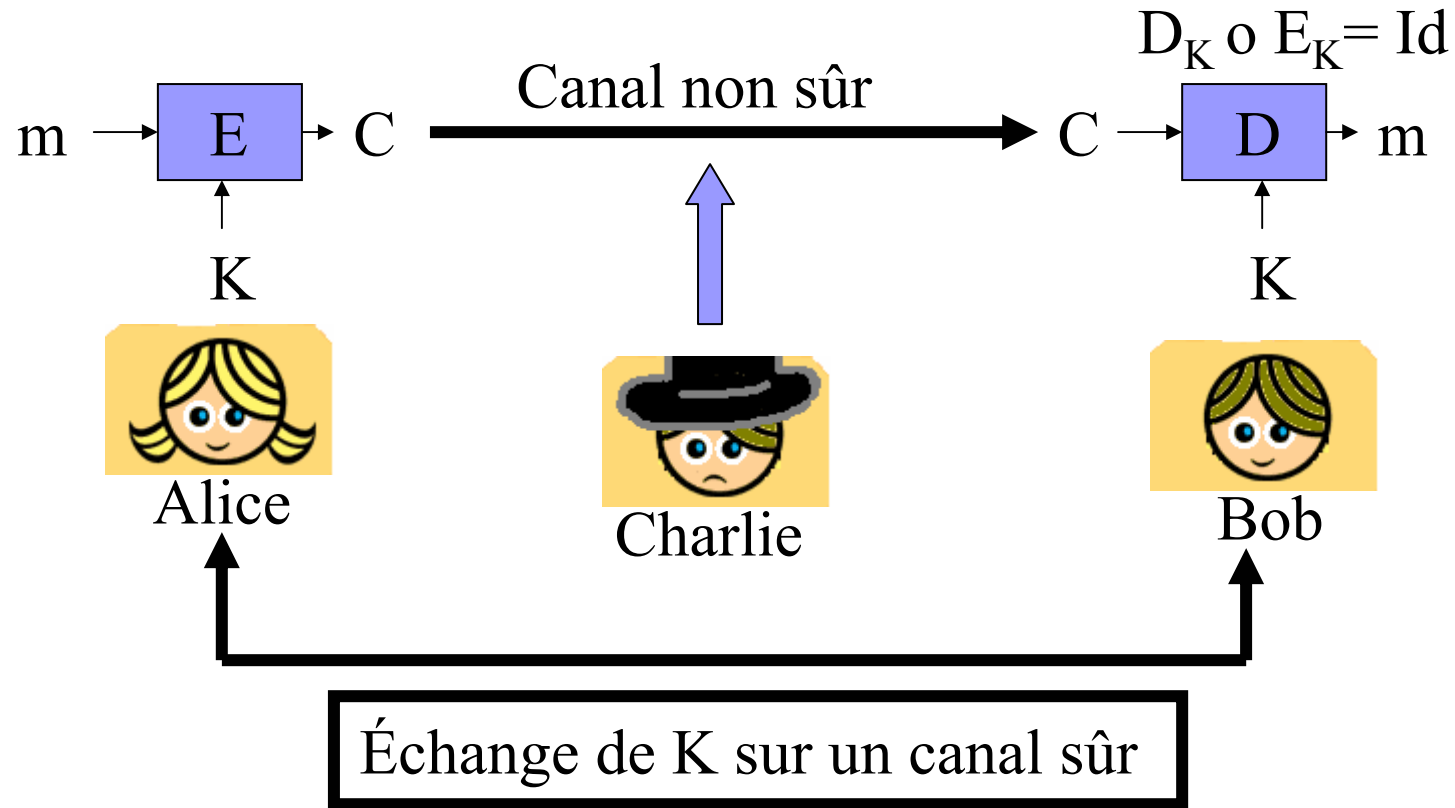 D_K o E_K = Id
Canal non sûr
m E C C D m
K K
Alice Charlie Bob
Échange de K sur un canal sûr